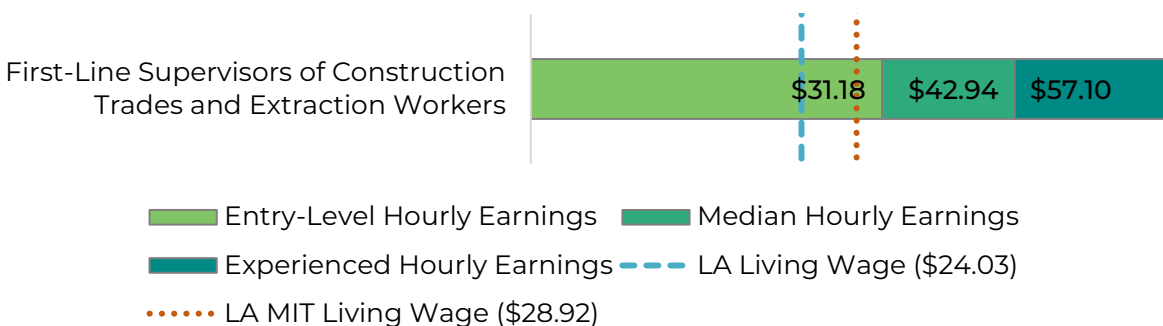 First-Line Supervisors of Construction
Trades and Extraction Workers
$31.18 $42.94 $57.10
Entry-Level Hourly Earnings Median Hourly Earnings
Experienced Hourly Earnings LA Living Wage ($24.03)
LA MIT Living Wage ($28.92)